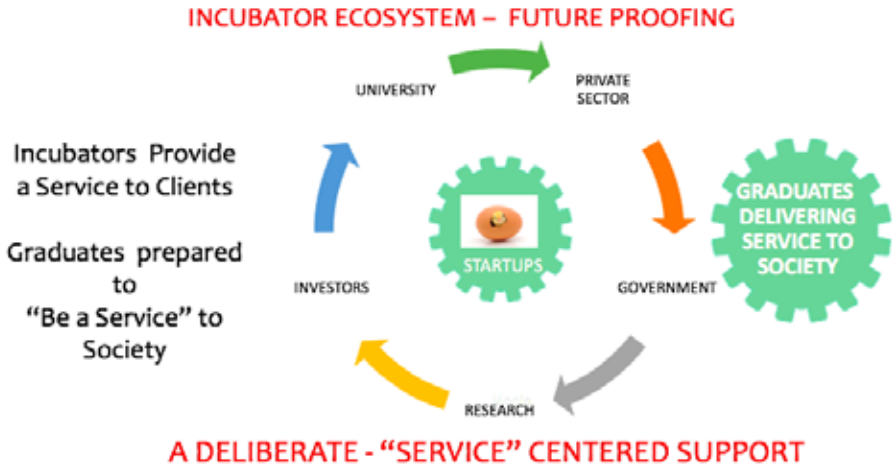 INCUBATOR ECOSYSTEM – FUTURE PROOFING
UNIVERSITY
PRIVATE
SECTOR
Incubators Provide
a Service to Clients
Graduates prepared
to
“Be a Service” to
Society
STARTUPS
GRADUATES
DELIVERING
SERVICE TO
SOCIETY
INVESTORS
GOVERNMENT
RESEARCH
A DELIBERATE - “SERVICE” CENTERED SUPPORT